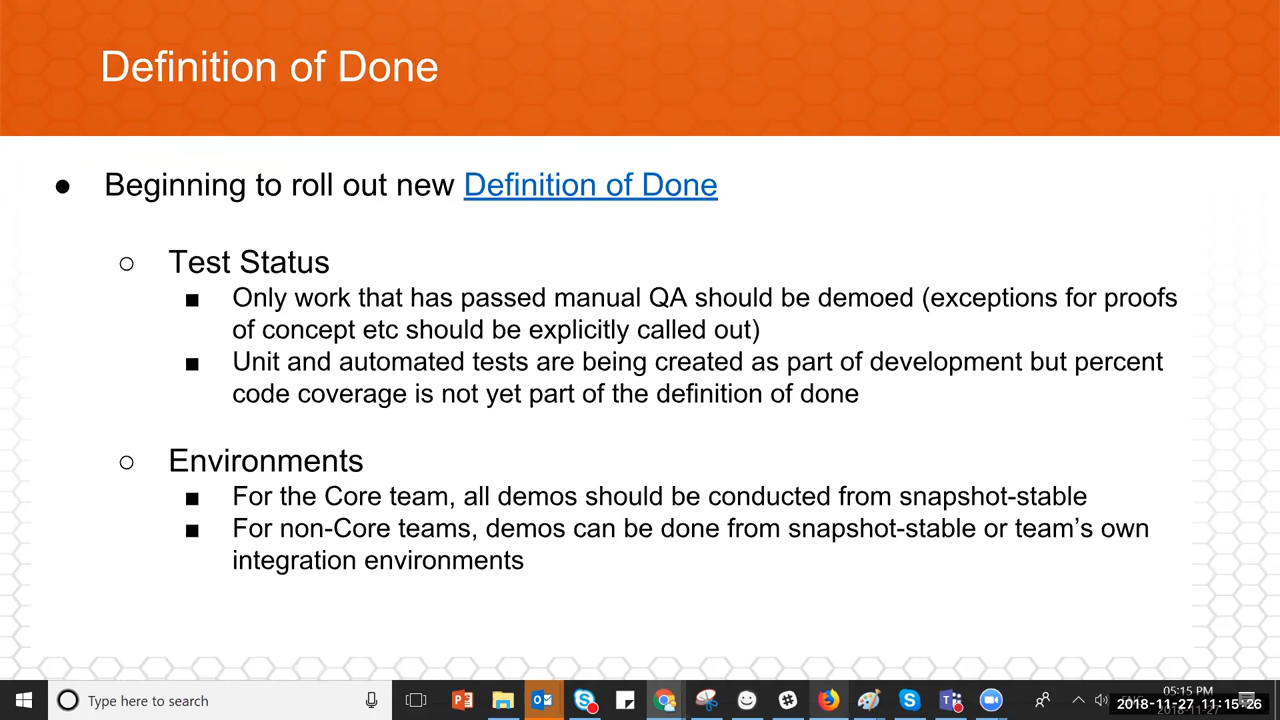 Definition of Done
● Beginning to roll out new Definition of Done
○ Test Status
■ Only work that has passed manual QA should be demoed (exceptions for proofs
of concept etc should be explicitly called out)
■ Unit and automated tests are being created as part of development but percent
code coverage is not yet part of the definition of done
○ Environments
■ For the Core team, all demos should be conducted from snapshot-stable
■ For non-Core teams, demos can be done from snapshot-stable or team’s own
integration environments
Type here to search
05:15 PM
2018-11-27 11:15:26